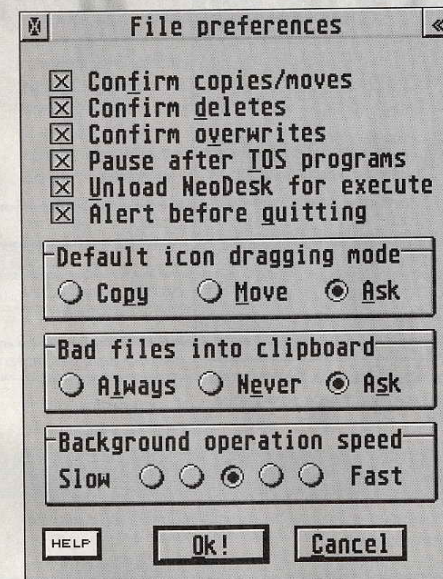 File preferences
Confirm copies/moves
Confirm deletes
Confirm overwrites
Pause after TOS programs
Unload NeoDesk for execute
Alert before quitting
Default icon dragging mode
Copy Move Ask
Bad files into clipboard
Always Never Ask
Background operation speed
Slow Fast
HELP Ok! Cancel